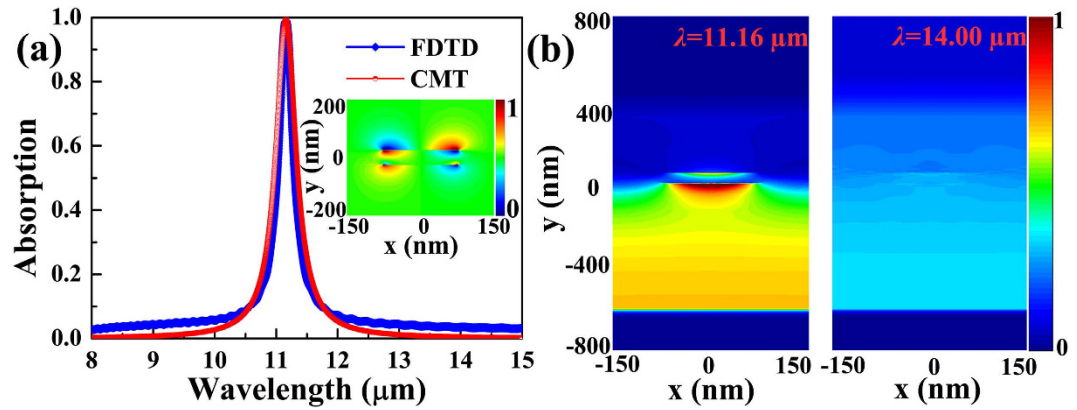 (a)
1.0
0.8
0.6
0.4
0.2
0.0
Absorption
8
9
10
11
12
13
14
15
Wavelength (μm)
FDTD
CMT
200
100
0
-200
y (nm)
-150
0
150
x (nm)
1
0
(b)
λ=11.16 μm
λ=14.00 μm
800
400
0
-400
-800
y (nm)
-150
0
150
x (nm)
-150
0
150
x (nm)
1
0